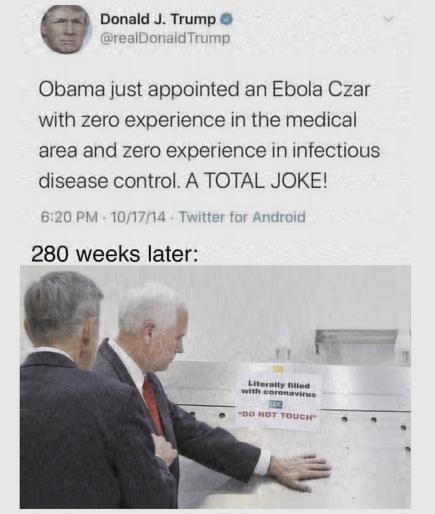 Donald J. Trump
@realDonaldTrump
Obama just appointed an Ebola Czar
with zero experience in the medical
area and zero experience in infectious
disease control. A TOTAL JOKE!
6:20 PM · 10/17/14 · Twitter for Android
280 weeks later:
Literally filled
with coronavirus
CDC
"DO NOT TOUCH"